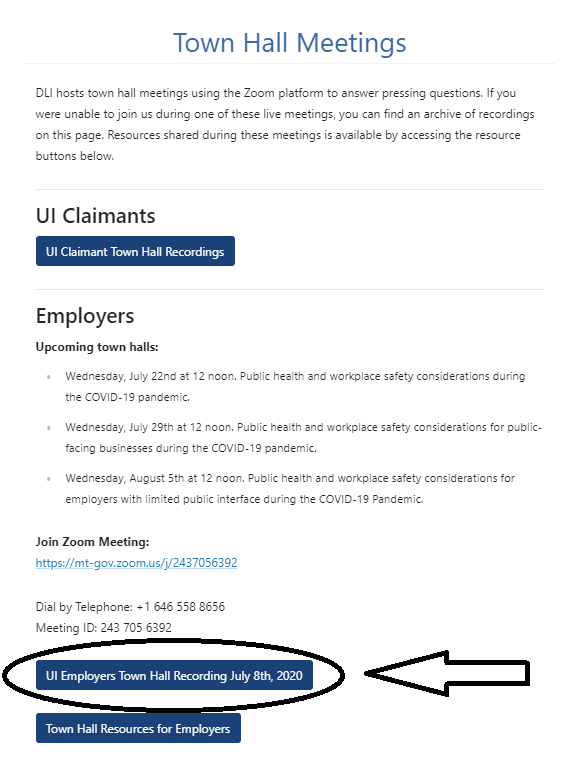 Town Hall Meetings
DLI hosts town hall meetings using the Zoom platform to answer pressing questions. If you
were unable to join us during one of these live meetings, you can find an archive of recordings
on this page. Resources shared during these meetings is available by accessing the resource
buttons below.
UI Claimants
UI Claimant Town Hall Recordings
Employers
Upcoming town halls:
Wednesday, July 22nd at 12 noon. Public health and workplace safety considerations during
the COVID-19 pandemic.
Wednesday, July 29th at 12 noon. Public health and workplace safety considerations for public-
facing businesses during the COVID-19 pandemic.
Wednesday, August 5th at 12 noon. Public health and workplace safety considerations for
employers with limited public interface during the COVID-19 Pandemic.
Join Zoom Meeting:
https://mt-gov.zoom.us/j/2437056392
Dial by Telephone: +1 646 558 8656
Meeting ID: 243 705 6392
UI Employers Town Hall Recording July 8th, 2020
Town Hall Resources for Employers